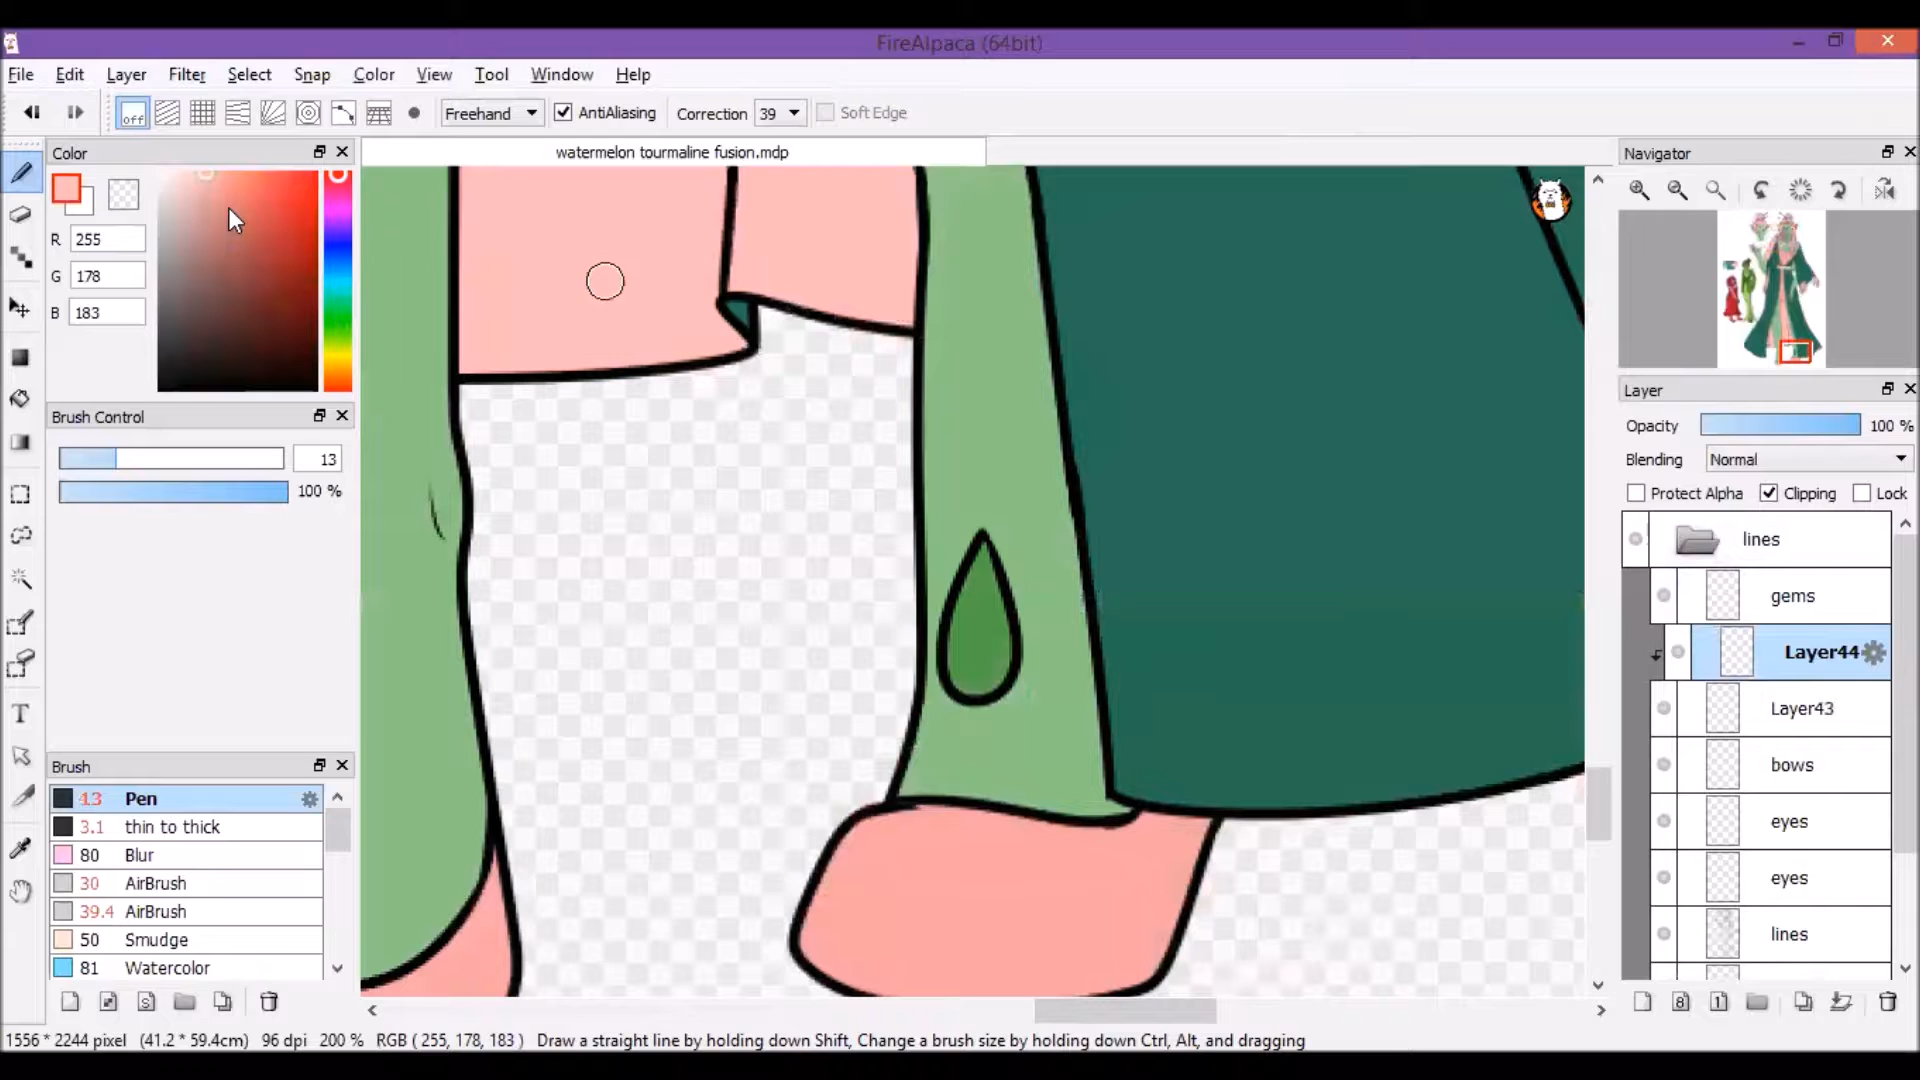 FireAlpaca (64bit)
File Edit Layer Filter Select Snap Color View Tool Window Help
off Freehand AntiAliasing Correction 39 Soft Edge
Color
watermelon tourmaline fusion.mdp
Navigator
R 255
G 178
B 183
Layer
Brush Control
Opacity 100 %
13
Blending Normal
100 %
Protect Alpha Clipping Lock
lines
gems
Layer44
Layer43
bows
eyes
eyes
lines
Brush
13 Pen
3.1 thin to thick
80 Blur
30 AirBrush
39.4 AirBrush
50 Smudge
81 Watercolor
T
S
8
1
1556 * 2244 pixel (41.2 * 59.4cm) 96 dpi 200 % RGB ( 255, 178, 183 ) Draw a straight line by holding down Shift, Change a brush size by holding down Ctrl, Alt, and dragging